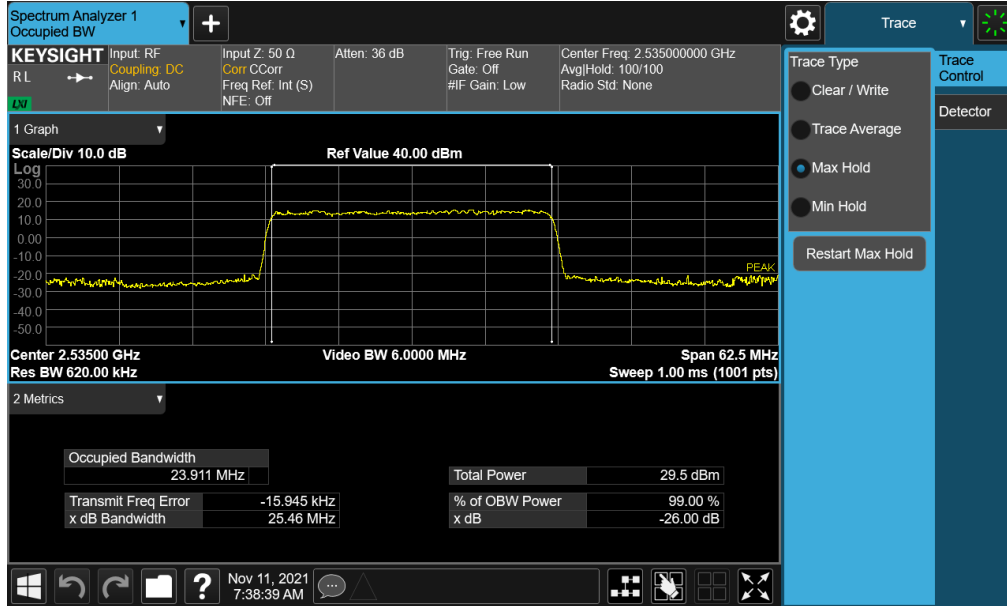 Spectrum Analyzer 1
Occupied BW
+
Trace
KEYSIGHT
RL
LXI
Input: RF
Coupling: DC
Align: Auto
Input Z: 50 Ω
Corr CCorr
Freq Ref: Int (S)
NFE: Off
Atten: 36 dB
Trig: Free Run
Gate: Off
#IF Gain: Low
Center Freq: 2.535000000 GHz
Avg|Hold: 100/100
Radio Std: None
Trace Type
Clear / Write
Trace Average
Max Hold
Min Hold
Restart Max Hold
Trace
Control
Detector
1 Graph
Scale/Div 10.0 dB
Ref Value 40.00 dBm
Log
30.0
20.0
10.0
0.00
-10.0
-20.0
-30.0
-40.0
-50.0
PEAK
Center 2.53500 GHz
Video BW 6.0000 MHz
Span 62.5 MHz
Res BW 620.00 kHz
Sweep 1.00 ms (1001 pts)
2 Metrics
Occupied Bandwidth
23.911 MHz
Total Power 29.5 dBm
Transmit Freq Error -15.945 kHz
% of OBW Power 99.00 %
x dB Bandwidth 25.46 MHz
x dB -26.00 dB
?
Nov 11, 2021
7:38:39 AM